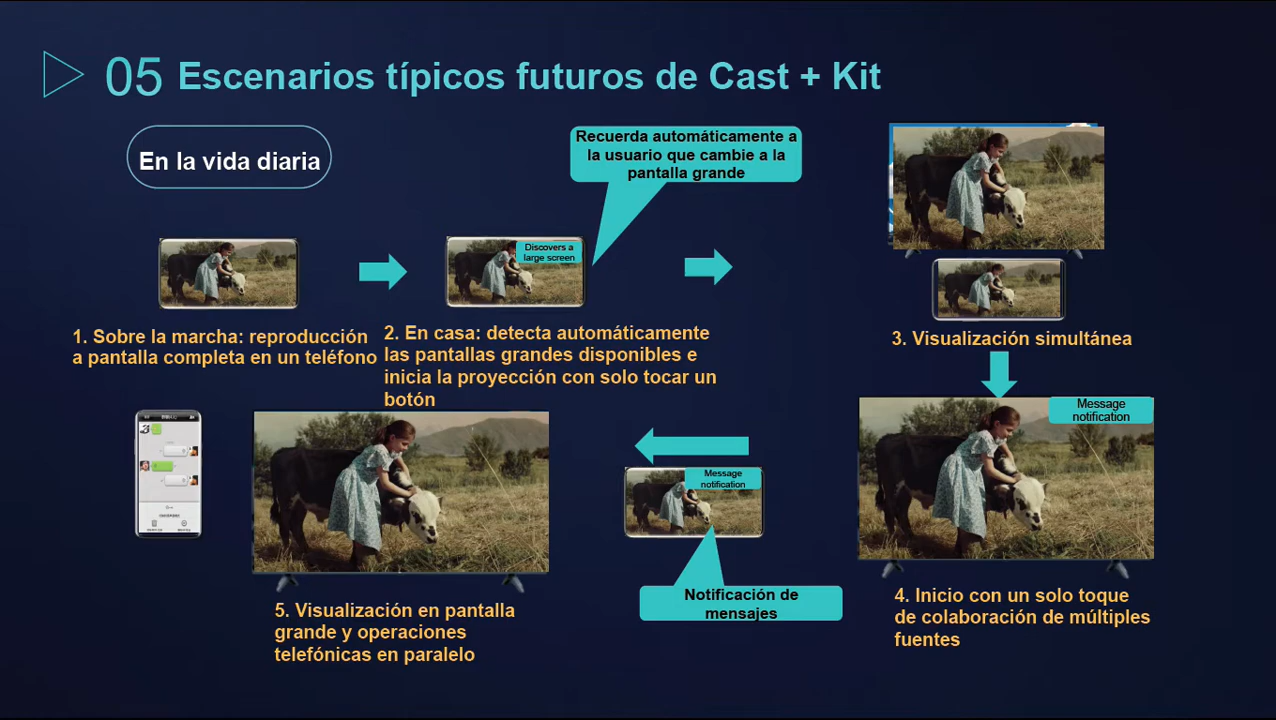 05 Escenarios típicos futuros de Cast + Kit
En la vida diaria
Recuerda automáticamente a
la usuario que cambie a la
pantalla grande
Discovers a
large screen
1. Sobre la marcha: reproducción
a pantalla completa en un teléfono
2. En casa: detecta automáticamente
las pantallas grandes disponibles e
inicia la proyección con solo tocar un
botón
3. Visualización simultánea
Message
notification
4. Inicio con un solo toque
de colaboración de múltiples
fuentes
Message
notification
Notificación de
mensajes
5. Visualización en pantalla
grande y operaciones
telefónicas en paralelo